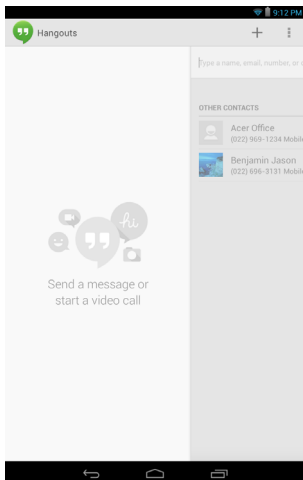 9:12 PM
Hangouts
Type a name, email, number, or
OTHER CONTACTS
Acer Office
(022) 969-1234 Mobile
Benjamin Jason
(022) 696-3131 Mobile
hi
Send a message or
start a video call